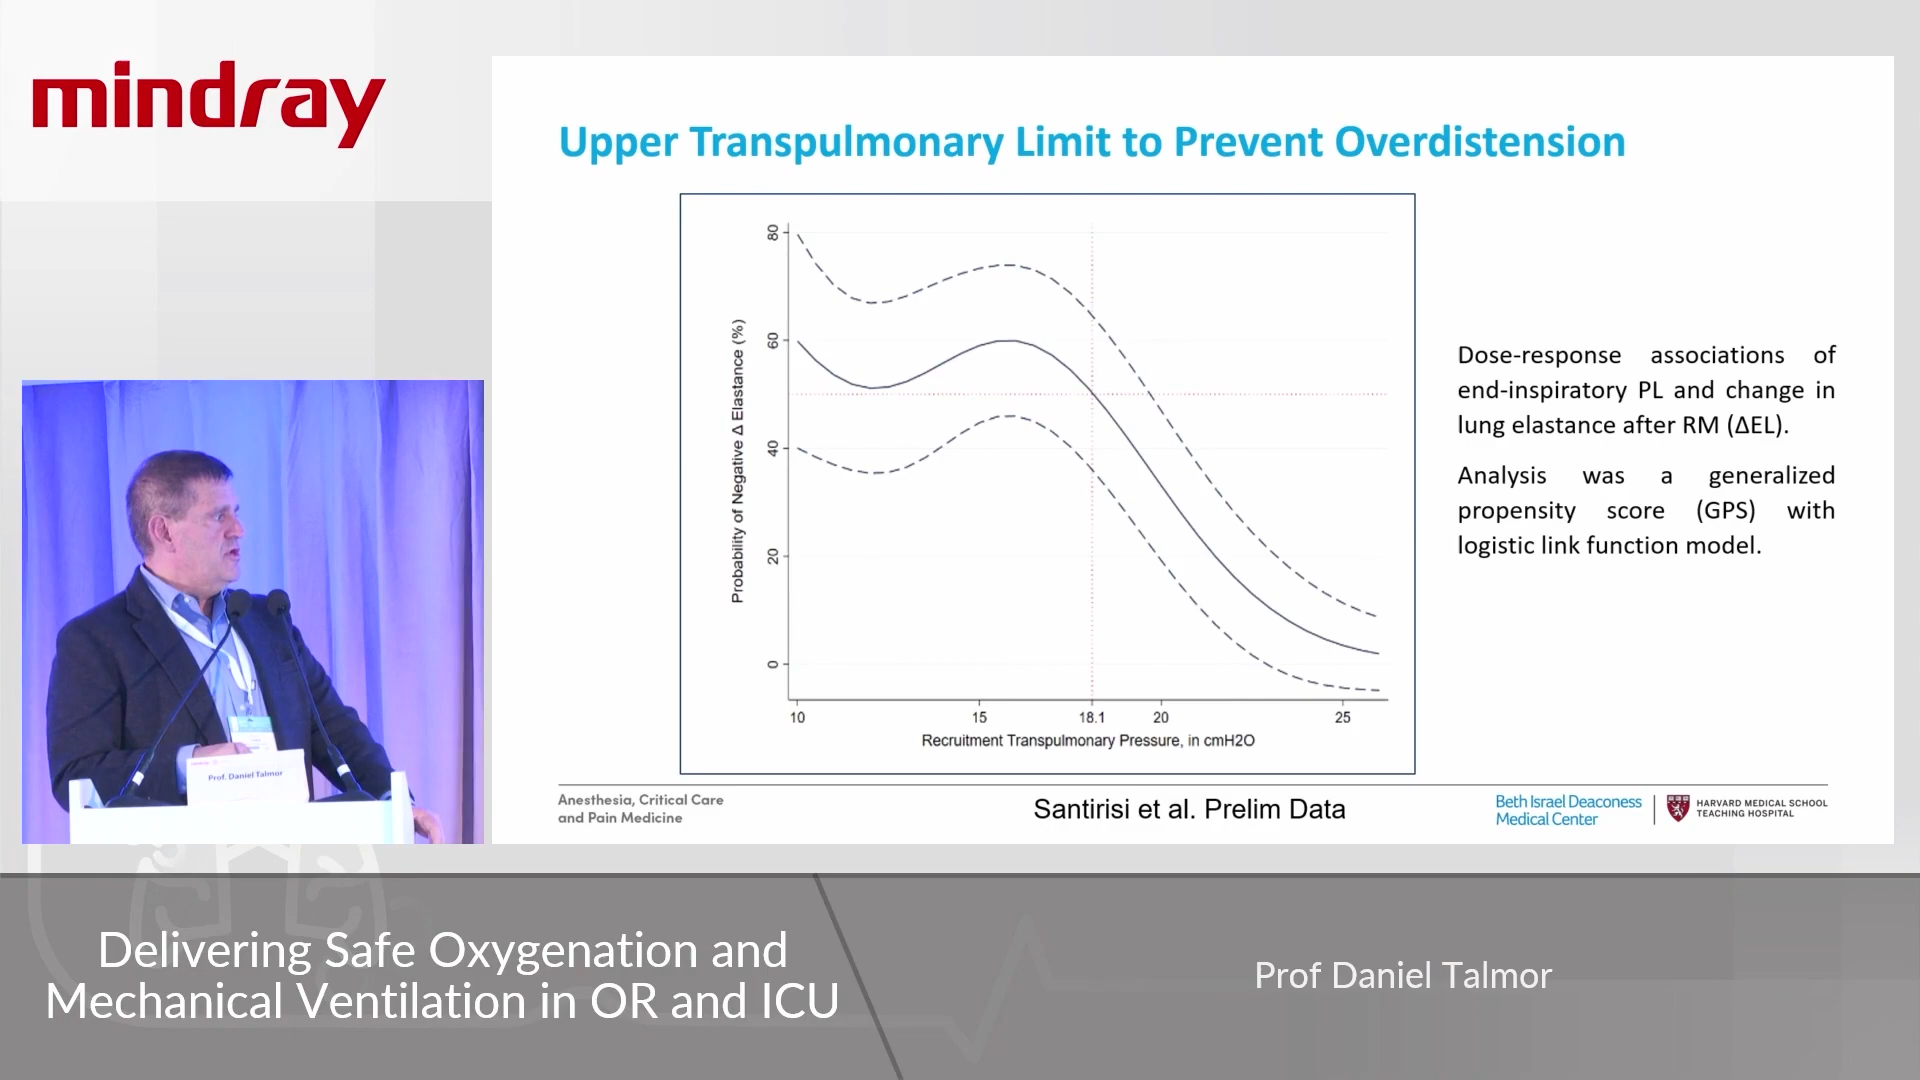 mindray
Upper Transpulmonary Limit to Prevent Overdistension
80
60
40
20
0
Probability of Negative Δ Elastance (%)
10
15
18.1
20
25
Recruitment Transpulmonary Pressure, in cmH2O
Dose-response associations of
end-inspiratory PL and change in
lung elastance after RM (ΔEL).
Analysis was a generalized
propensity score (GPS) with
logistic link function model.
Anesthesia, Critical Care
and Pain Medicine
Santirisi et al. Prelim Data
Beth Israel Deaconess
Medical Center
HARVARD MEDICAL SCHOOL
TEACHING HOSPITAL
Prof. Daniel Talmor
Delivering Safe Oxygenation and
Mechanical Ventilation in OR and ICU
Prof Daniel Talmor